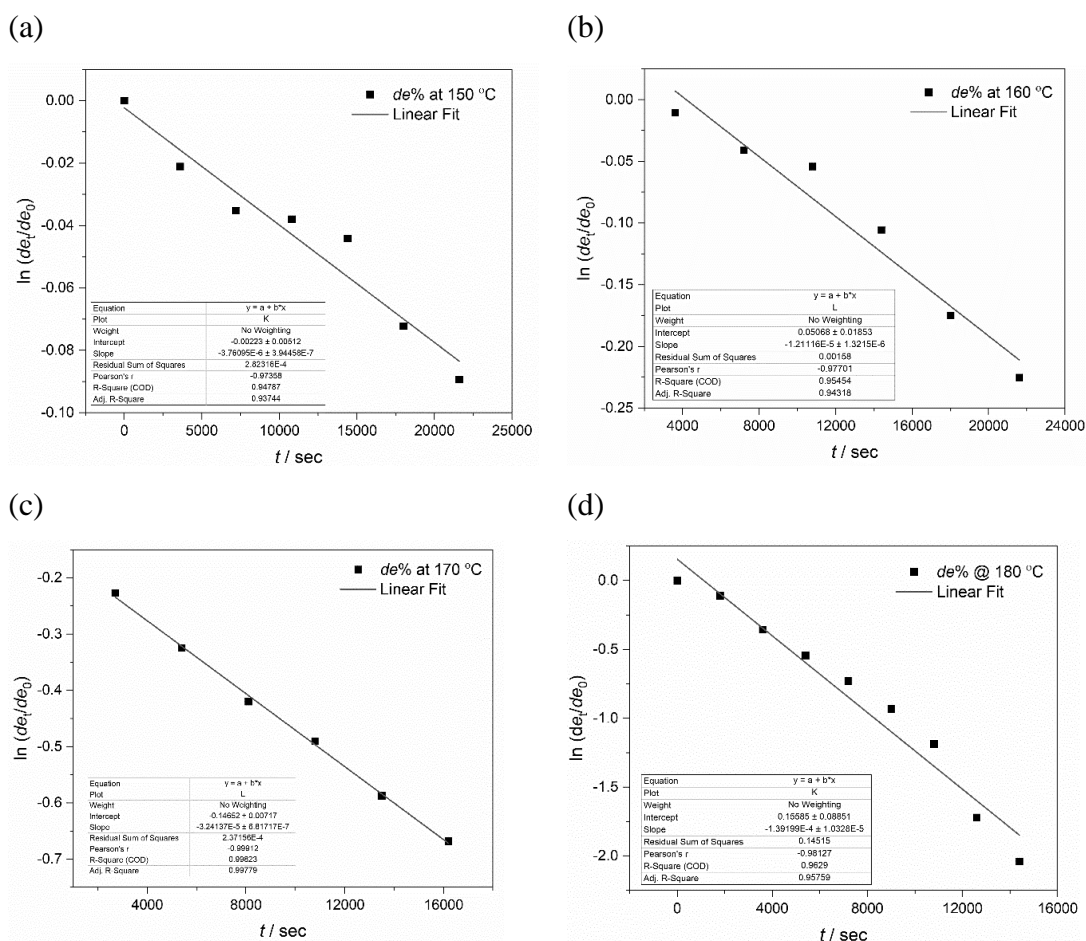 (a)
de% at 150 °C
Linear Fit
ln (de_t/de_0)
0.00
-0.02
-0.04
-0.06
-0.08
-0.10
Equation y = a + b*x
Plot K
Weight No Weighting
Intercept -0.00223 ± 0.00512
Slope -3.76095E-6 ± 3.94458E-7
Residual Sum of Squares 2.82316E-4
Pearson's r -0.97358
R-Square (COD) 0.94787
Adj. R-Square 0.93744
0 5000 10000 15000 20000 25000
t / sec
(b)
de% at 160 °C
Linear Fit
ln (de_t/de_0)
0.00
-0.05
-0.10
-0.15
-0.20
-0.25
Equation y = a + b*x
Plot L
Weight No Weighting
Intercept 0.05068 ± 0.01853
Slope -1.21116E-5 ± 1.3215E-6
Residual Sum of Squares 0.00158
Pearson's r -0.97701
R-Square (COD) 0.95454
Adj. R-Square 0.94318
4000 8000 12000 16000 20000 24000
t / sec
(c)
de% at 170 °C
Linear Fit
ln (de_t/de_0)
-0.2
-0.3
-0.4
-0.5
-0.6
-0.7
Equation y = a + b*x
Plot L
Weight No Weighting
Intercept -0.14652 ± 0.00717
Slope -3.24137E-5 ± 6.81717E-7
Residual Sum of Squares 2.37156E-4
Pearson's r -0.99912
R-Square (COD) 0.99823
Adj. R-Square 0.99779
4000 8000 12000 16000
t / sec
(d)
de% @ 180 °C
Linear Fit
ln (de_t/de_0)
0.0
-0.5
-1.0
-1.5
-2.0
Equation y = a + b*x
Plot K
Weight No Weighting
Intercept 0.15585 ± 0.08851
Slope -1.39199E-4 ± 1.0328E-5
Residual Sum of Squares 0.14515
Pearson's r -0.98127
R-Square (COD) 0.9629
Adj. R-Square 0.95759
0 4000 8000 12000 16000
t / sec